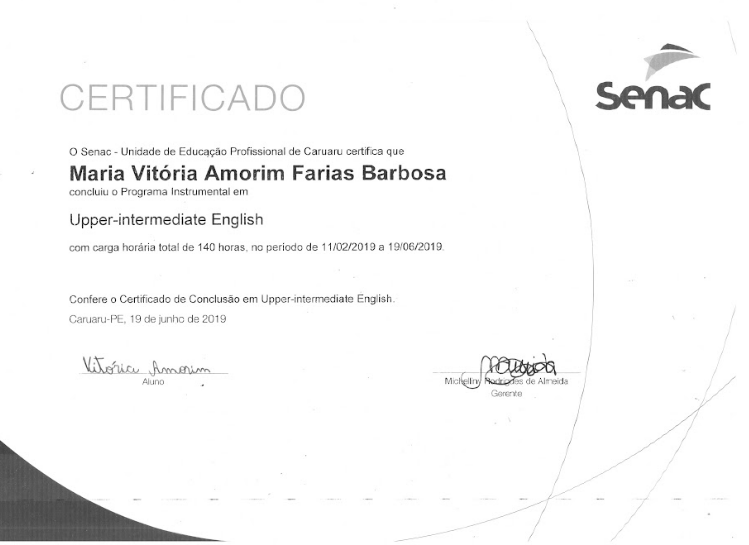 Senac
CERTIFICADO
O Senac - Unidade de Educação Profissional de Caruaru certifica que
Maria Vitória Amorim Farias Barbosa
concluiu o Programa Instrumental em
Upper-intermediate English
com carga horária total de 140 horas, no período de 11/02/2019 a 19/06/2019.
Confere o Certificado de Conclusão em Upper-intermediate English.
Caruaru-PE, 19 de junho de 2019
Vitória Amorim
Aluno
Michelliny Rodrigues de Almeida
Gerente